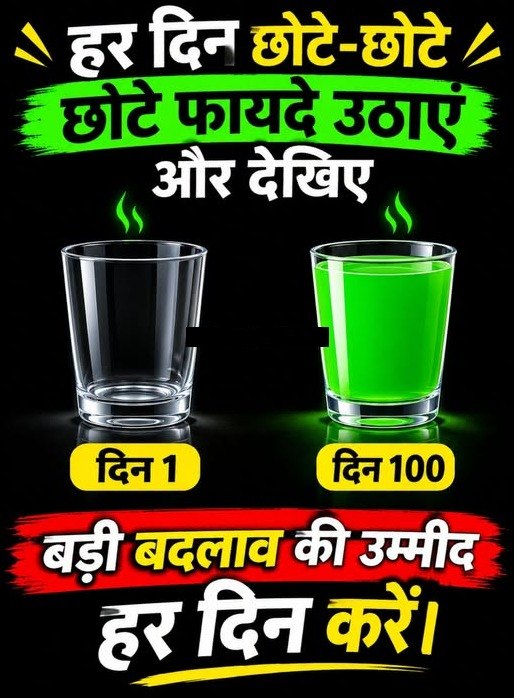 हर दिन छोटे-छोटे
छोटे फायदे उठाएं
और देखिए
दिन 1
दिन 100
बड़ी बदलाव की उम्मीद
हर दिन करें।